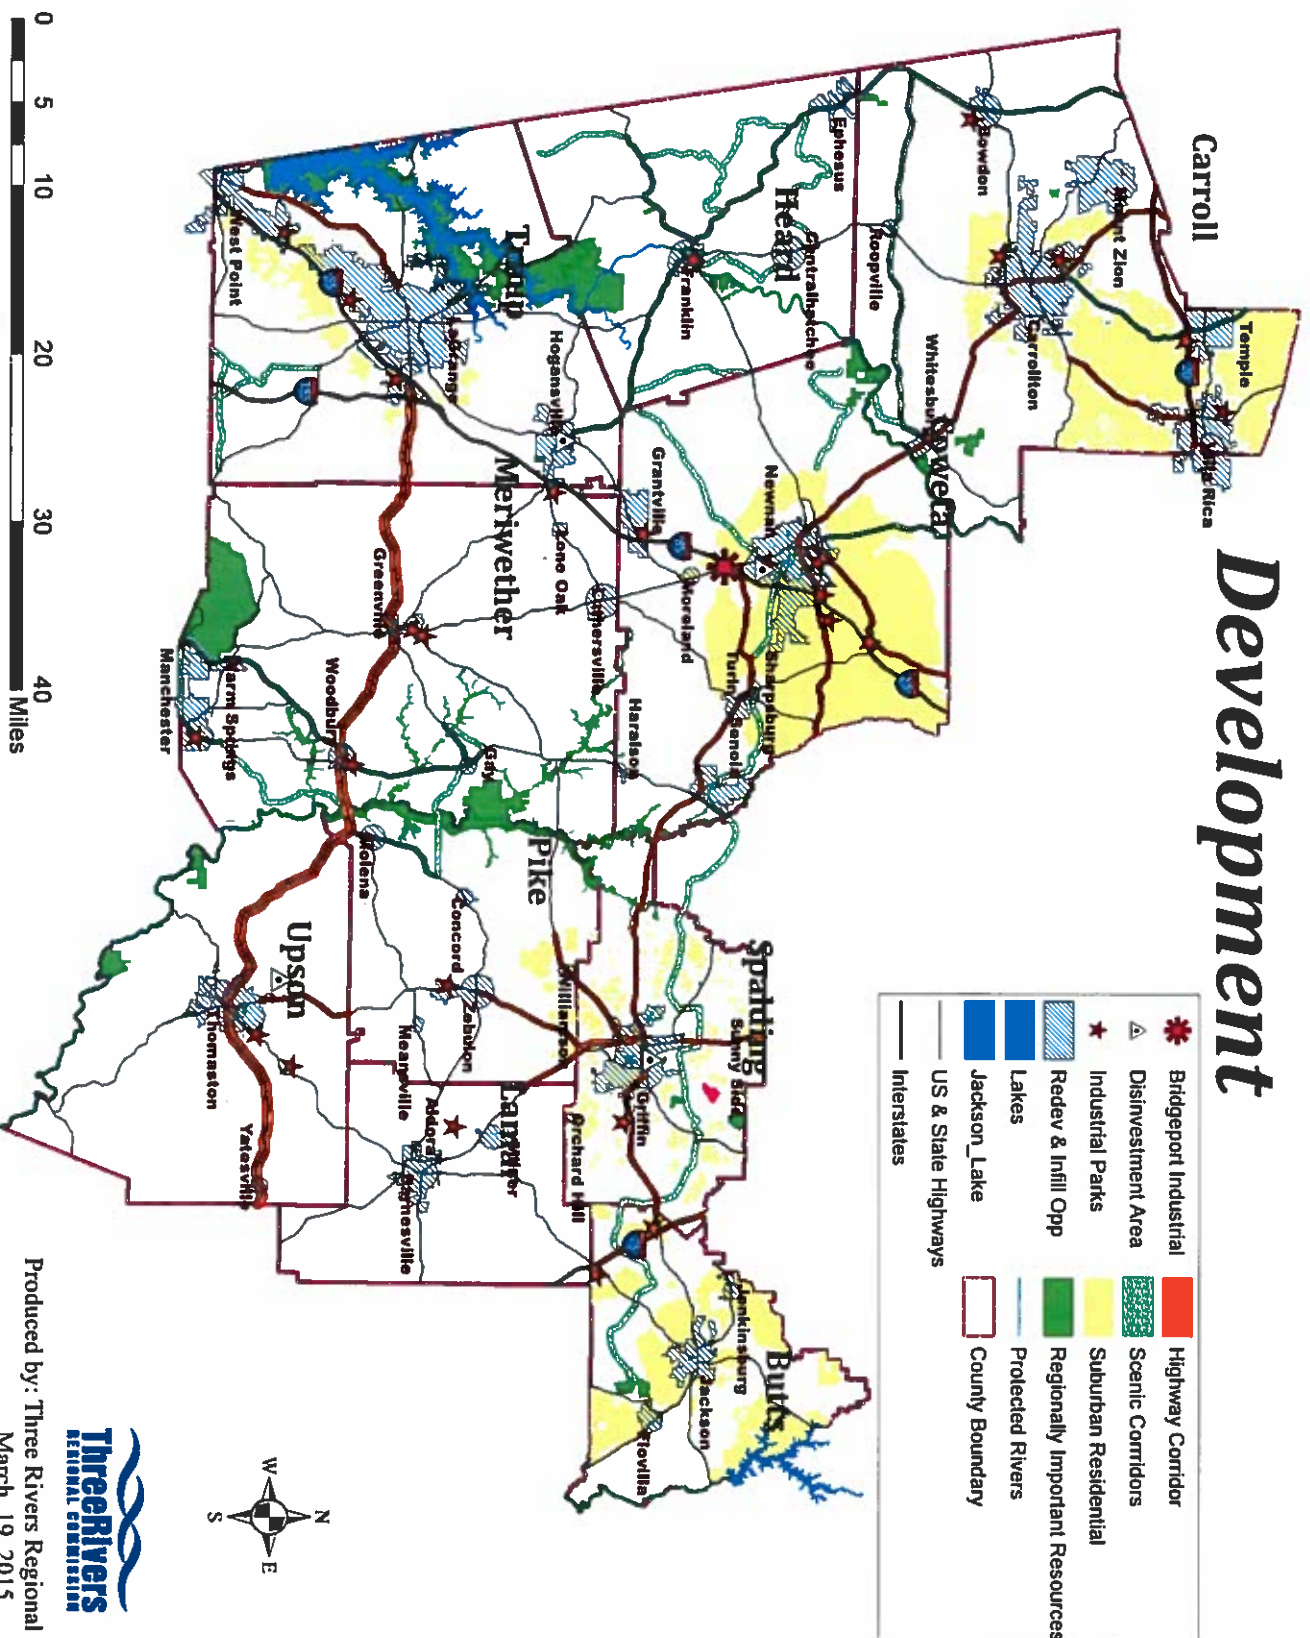 Development
Carroll
Temple
Villa Rica
Mount Zion
Bowdon
Carrollton
Whitesburg
Roopville
Coweta
Ephesus
Heard
Centralhatchee
Franklin
Newnan
Sharpsburg
Turin
Senoia
Moreland
Grantville
Haralson
Troup
Hogansville
LaGrange
West Point
Meriwether
Lone Oak
Luthersville
Greenville
Gay
Woodbury
Warm Springs
Manchester
Spalding
Sunny Side
Griffin
Orchard Hill
Pike
Williamson
Concord
Zebulon
Meansville
Molena
Lamar
Milner
Aldora
Barnesville
Upson
Thomaston
Yatesville
Butts
Jenkinsburg
Jackson
Flovilla
Bridgeport Industrial
Disinvestment Area
Industrial Parks
Redev & Infill Opp
Lakes
Jackson_Lake
US & State Highways
Interstates
Highway Corridor
Scenic Corrridors
Suburban Residential
Regionally Important Resources
Protected Rivers
County Boundary
N
W
E
S
ThreeRivers
REGIONAL COMMISSION
Produced by: Three Rivers Regional
March 19, 2015
0 5 10 20 30 40
Miles